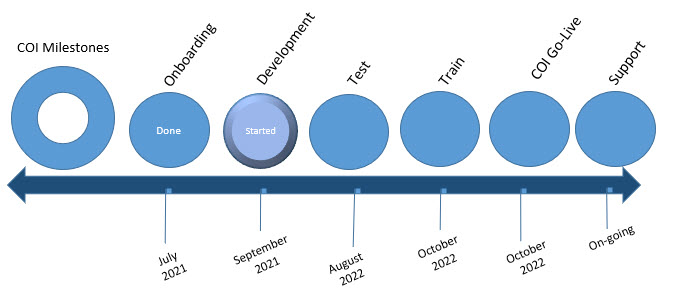 COI Milestones
Onboarding
Development
Test
Train
COI Go-Live
Support
Done
Started
July
2021
September
2021
August
2022
October
2022
October
2022
On-going